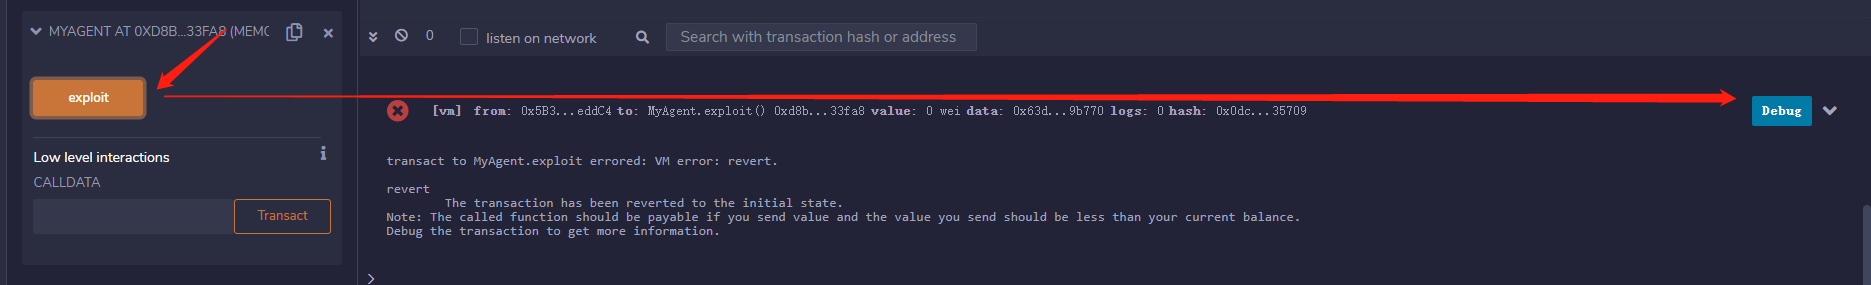 MYAGENT AT 0XD8B...33FA8 (MEMO
exploit
Low level interactions
CALLDATA
Transact
0
listen on network
Search with transaction hash or address
[vm] from: 0x5B3...eddC4 to: MyAgent.exploit() 0xd8b...33fa8 value: 0 wei data: 0x63d...9b770 logs: 0 hash: 0x0dc...35709
Debug
transact to MyAgent.exploit errored: VM error: revert.
revert
The transaction has been reverted to the initial state.
Note: The called function should be payable if you send value and the value you send should be less than your current balance.
Debug the transaction to get more information.
>